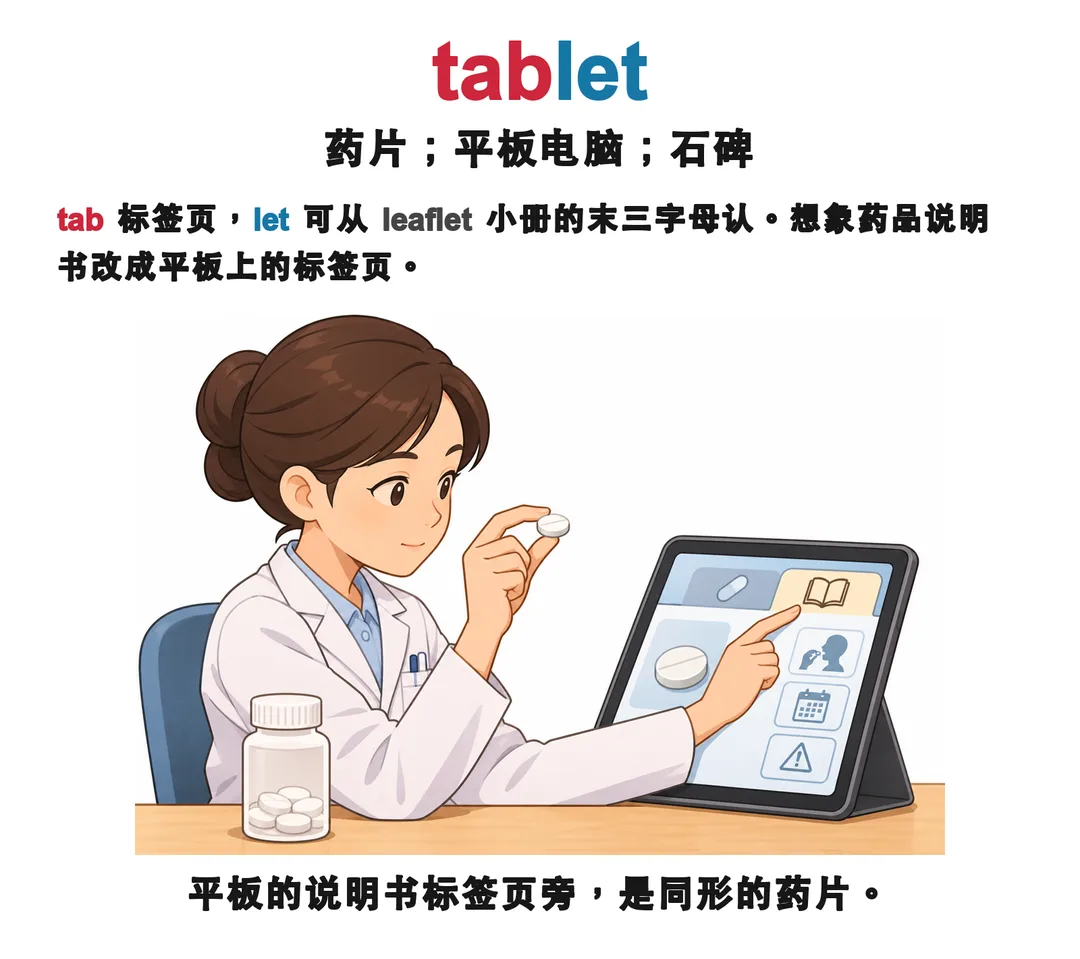 tablet
药片；平板电脑；石碑
tab 标签页，let 可从 leaflet 小册的末三字母认。想象药品说明
书改成平板上的标签页。
平板的说明书标签页旁，是同形的药片。